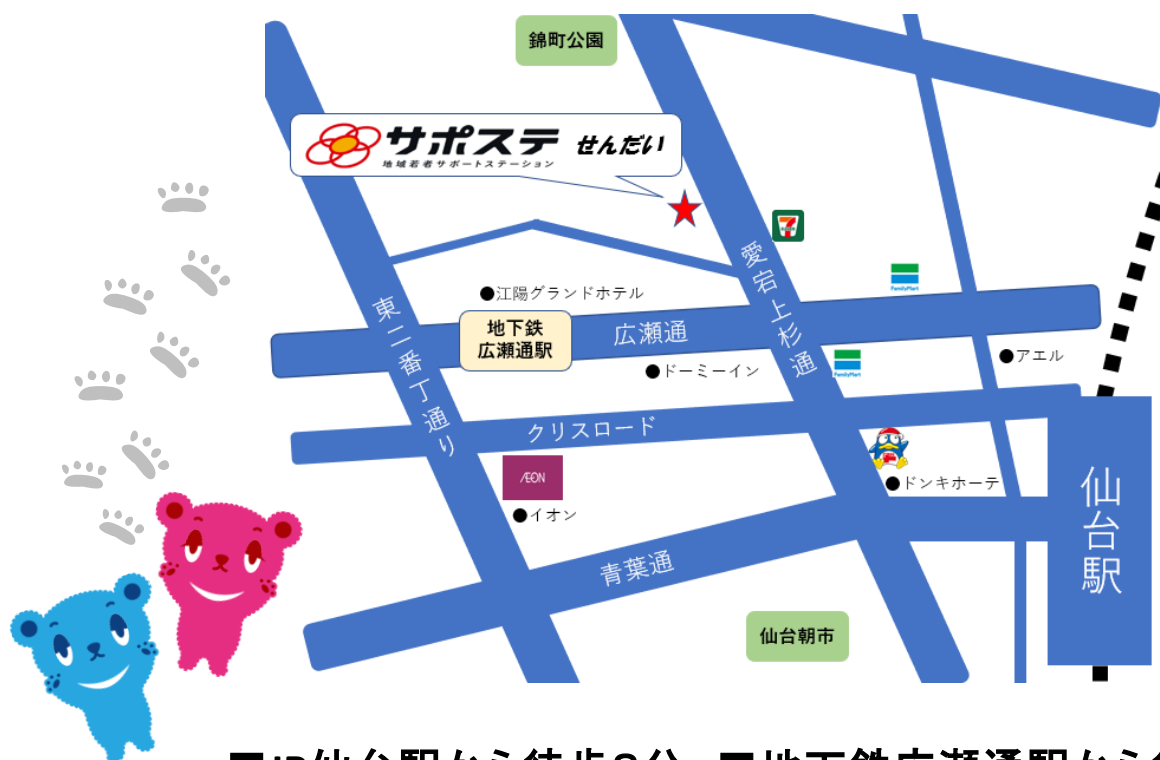 錦町公園
サポステ せんだい
地域若者サポートステーション
愛宕上杉通
FamilyMart
●江陽グランドホテル
東二番丁通り
地下鉄
広瀬通駅
広瀬通
●アエル
●ドーミーイン
FamilyMart
クリスロード
ÆON
●ドンキホーテ
●イオン
仙台駅
青葉通
仙台朝市